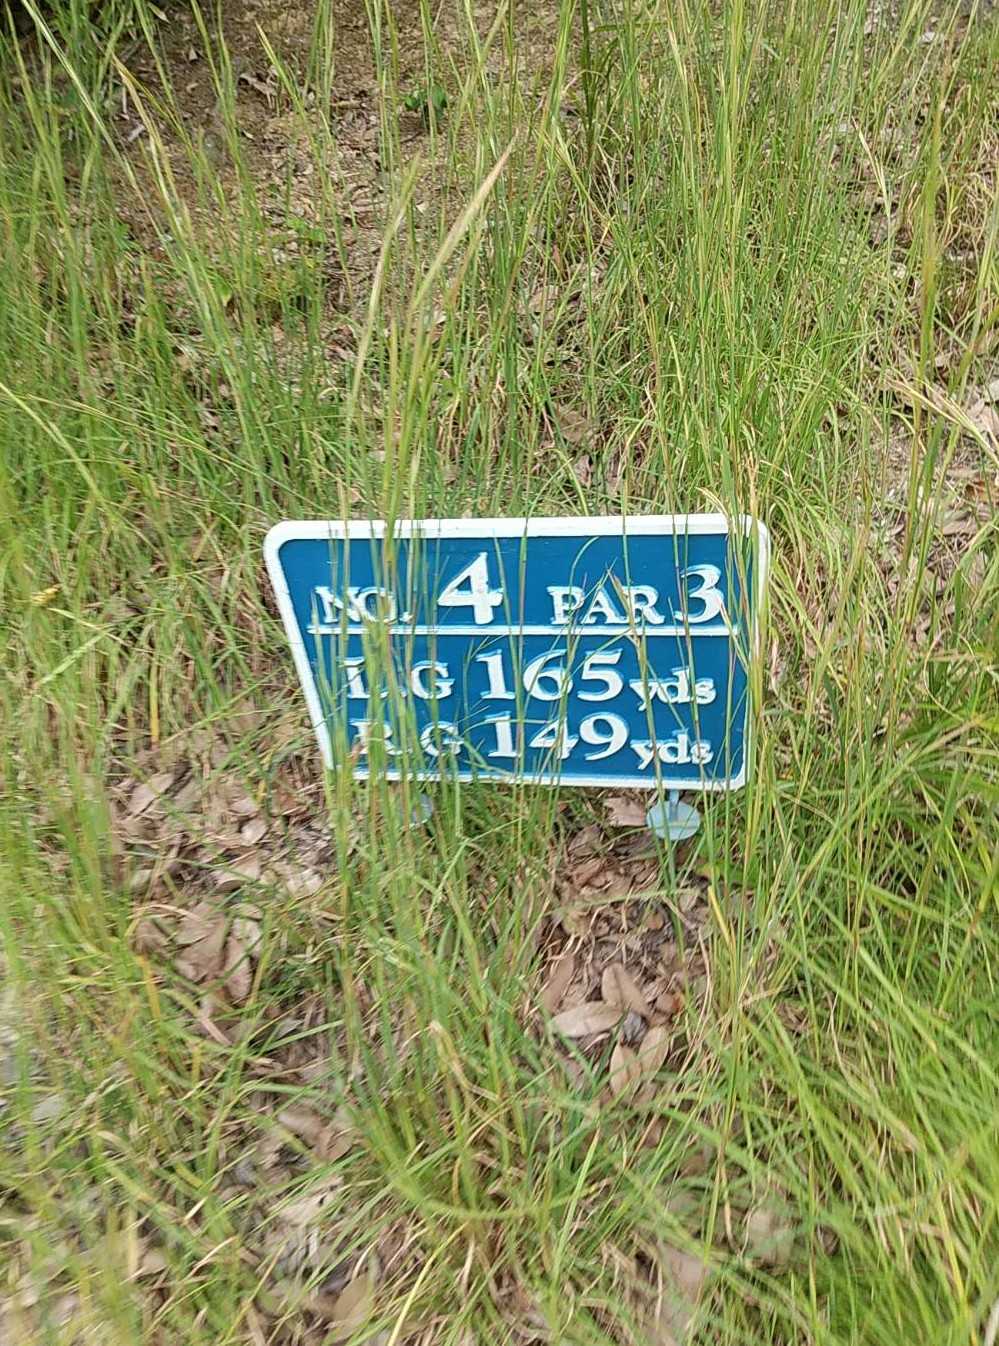 NO. 4 PAR 3
L.G 165 yds
R.G 149 yds